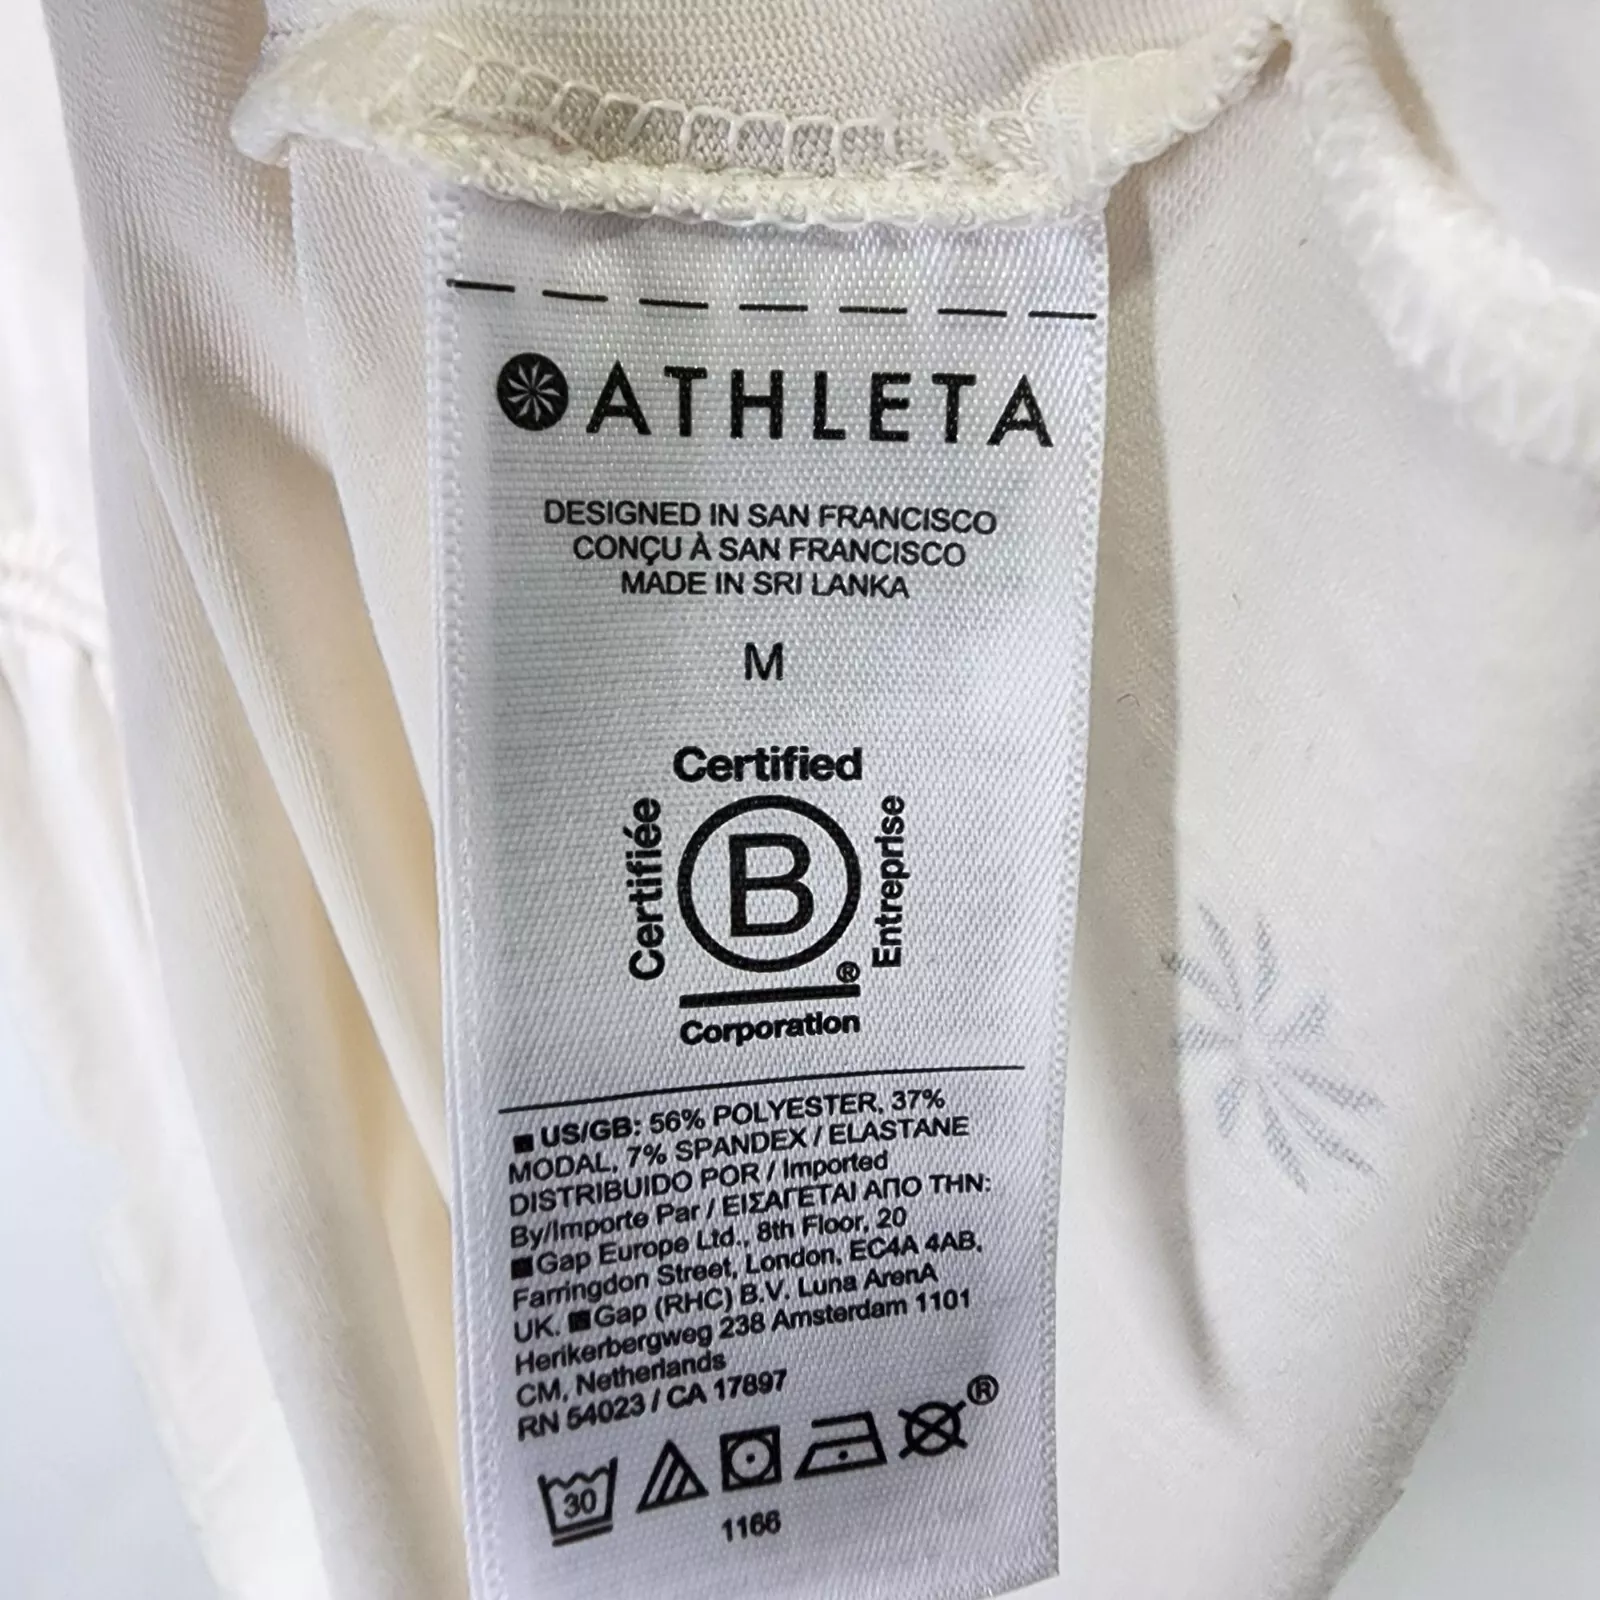 ATHLETA
DESIGNED IN SAN FRANCISCO
CONÇU À SAN FRANCISCO
MADE IN SRI LANKA
M
Certified
Certifiée
B
Entreprise
®
Corporation
US/GB: 56% POLYESTER, 37%
MODAL, 7% SPANDEX / ELASTANE
DISTRIBUIDO POR / Imported
By/Importe Par / ΕΙΣΑΓΕΤΑΙ ΑΠΟ ΤΗΝ:
Gap Europe Ltd., 8th Floor, 20
Farringdon Street, London, EC4A 4AB,
UK. Gap (RHC) B.V. Luna ArenA
Herikerbergweg 238 Amsterdam 1101
CM, Netherlands
RN 54023 / CA 17897
30
®
1166